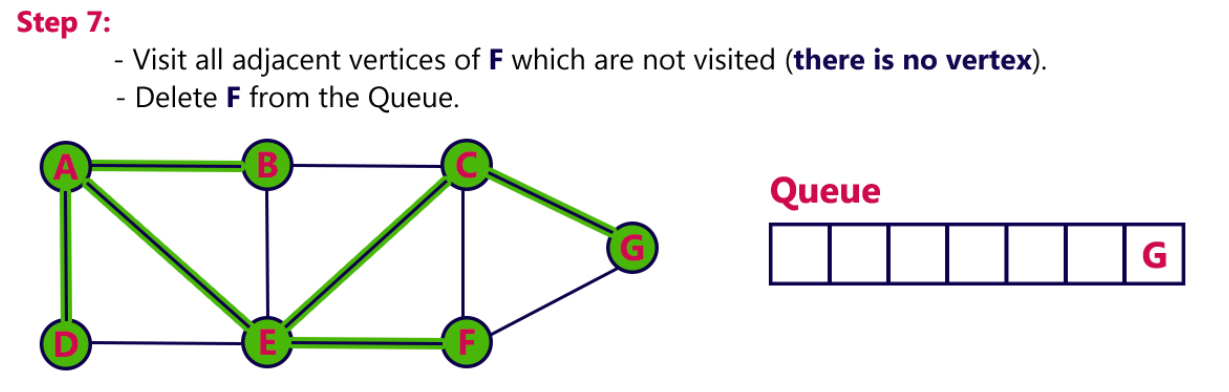 Step 7:
- Visit all adjacent vertices of F which are not visited (there is no vertex).
- Delete F from the Queue.
A B C
G
D E F
Queue
G